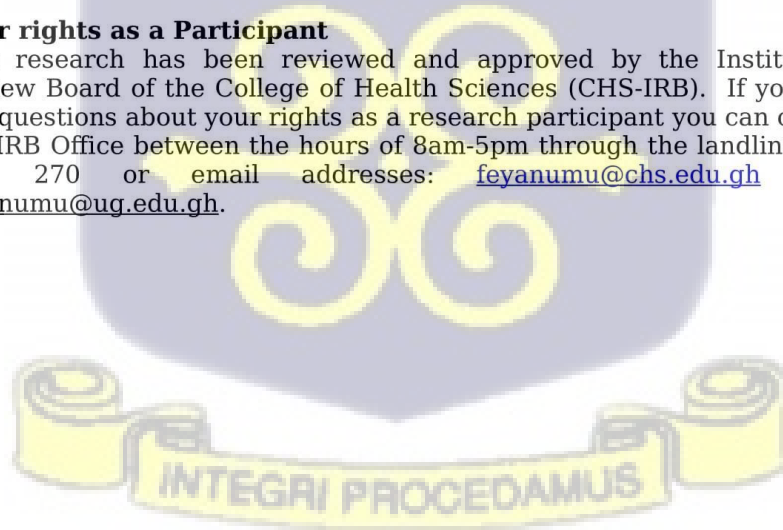 r rights as a Participant
research has been reviewed and approved by the Instit
ew Board of the College of Health Sciences (CHS-IRB). If yo
questions about your rights as a research participant you can c
IRB Office between the hours of 8am-5pm through the landlin
270 or email addresses: feyanumu@chs.edu.gh
numu@ug.edu.gh.
INTEGRI PROCEDAMUS